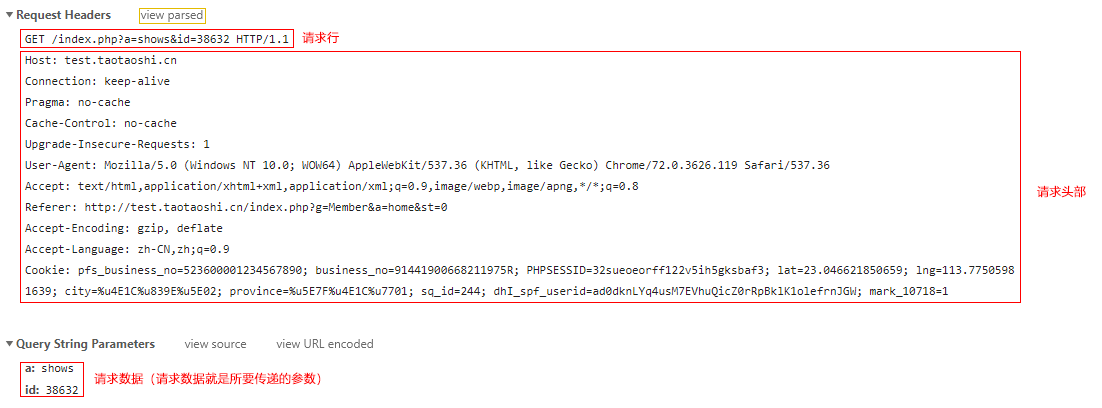 Request Headers view parsed
GET /index.php?a=shows&id=38632 HTTP/1.1 请求行
Host: test.taotaoshi.cn
Connection: keep-alive
Pragma: no-cache
Cache-Control: no-cache
Upgrade-Insecure-Requests: 1
User-Agent: Mozilla/5.0 (Windows NT 10.0; WOW64) AppleWebKit/537.36 (KHTML, like Gecko) Chrome/72.0.3626.119 Safari/537.36
Accept: text/html,application/xhtml+xml,application/xml;q=0.9,image/webp,image/apng,*/*;q=0.8
请求头部
Referer: http://test.taotaoshi.cn/index.php?g=Member&a=home&st=0
Accept-Encoding: gzip, deflate
Accept-Language: zh-CN,zh;q=0.9
Cookie: pfs_business_no=523600001234567890; business_no=91441900668211975R; PHPSESSID=32sueoeorff122v5ih5gksbaf3; lat=23.046621850659; lng=113.7750598
1639; city=%u4E1C%u839E%u5E02; province=%u5E7F%u4E1C%u7701; sq_id=244; dhI_spf_userid=ad0dknLYq4usM7EVhuQicZ0rRpBklKlolefrnJGW; mark_10718=1
Query String Parameters view source view URL encoded
a: shows
请求数据（请求数据就是所要传递的参数）
id: 38632